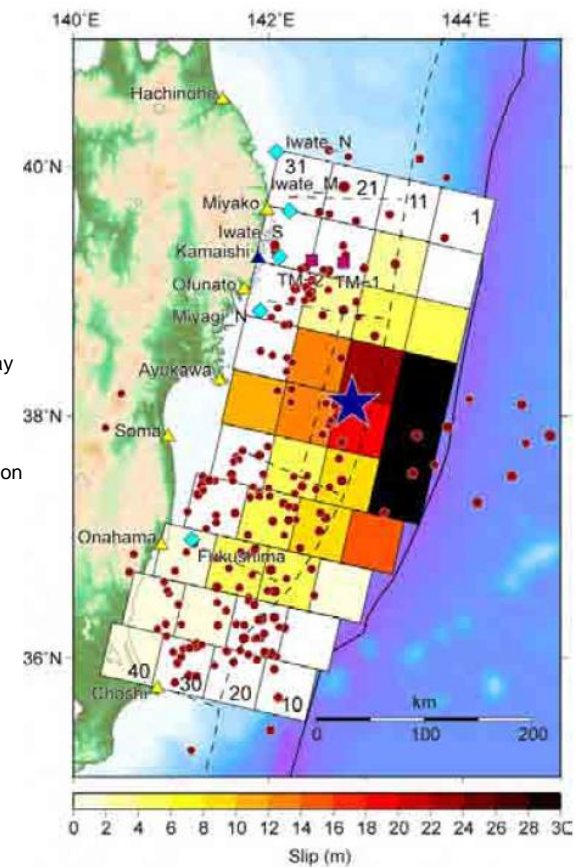 140˚E 142˚E 144˚E
Hachinohe
Iwate_N
40˚N
31
Iwate_M
21
11
Miyako
1
Iwate_S
Kamaishi
TM-2 TM-1
Ofunato
Miyagi_N
ay
Ayukawa
38˚N
Soma
on
Onahama
Fukushima
36˚N
40
30
20
10
Choshi
km
0 100 200
0 2 4 6 8 10 12 14 16 18 20 22 24 26 28 30
Slip (m)